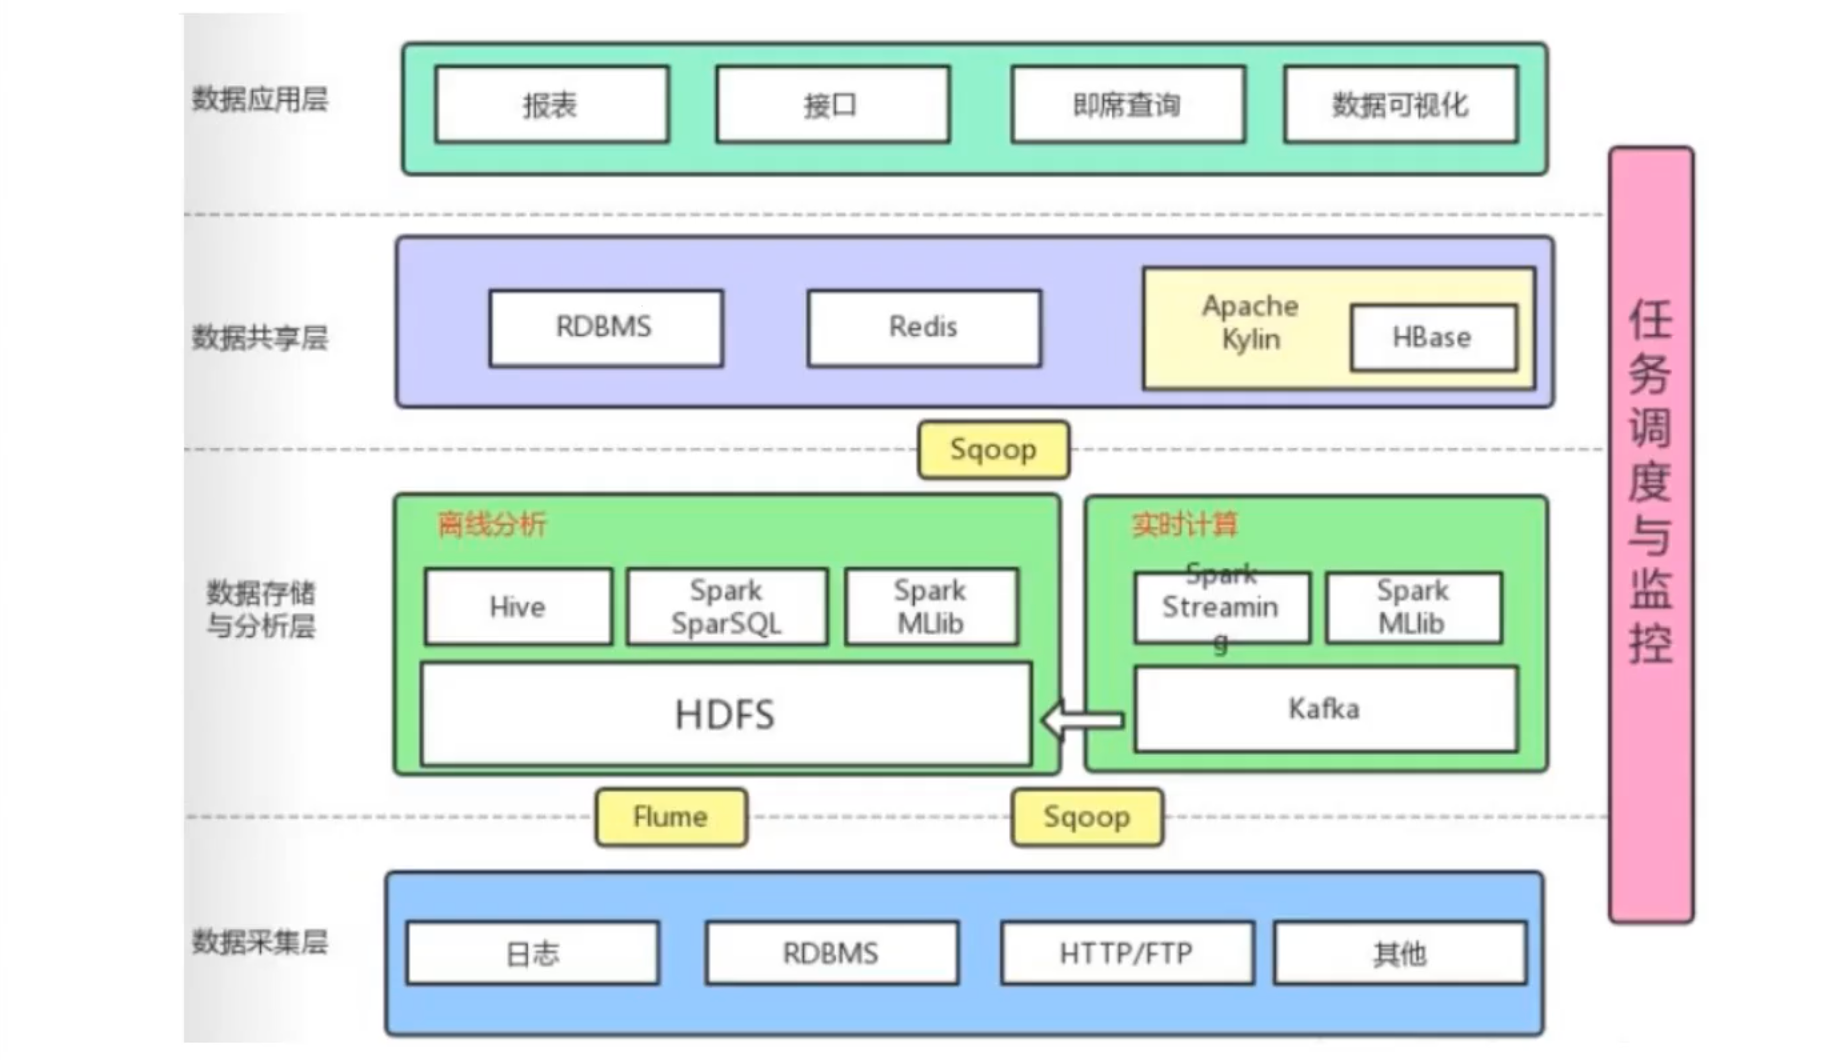 数据应用层
报表
接口
即席查询
数据可视化
数据共享层
RDBMS
Redis
Apache
Kylin
HBase
Sqoop
数据存储
与分析层
离线分析
Hive
Spark
SparSQL
Spark
MLlib
HDFS
实时计算
Spark
Streamin
g
Spark
MLlib
Kafka
Flume
Sqoop
数据采集层
日志
RDBMS
HTTP/FTP
其他
任务调度与监控